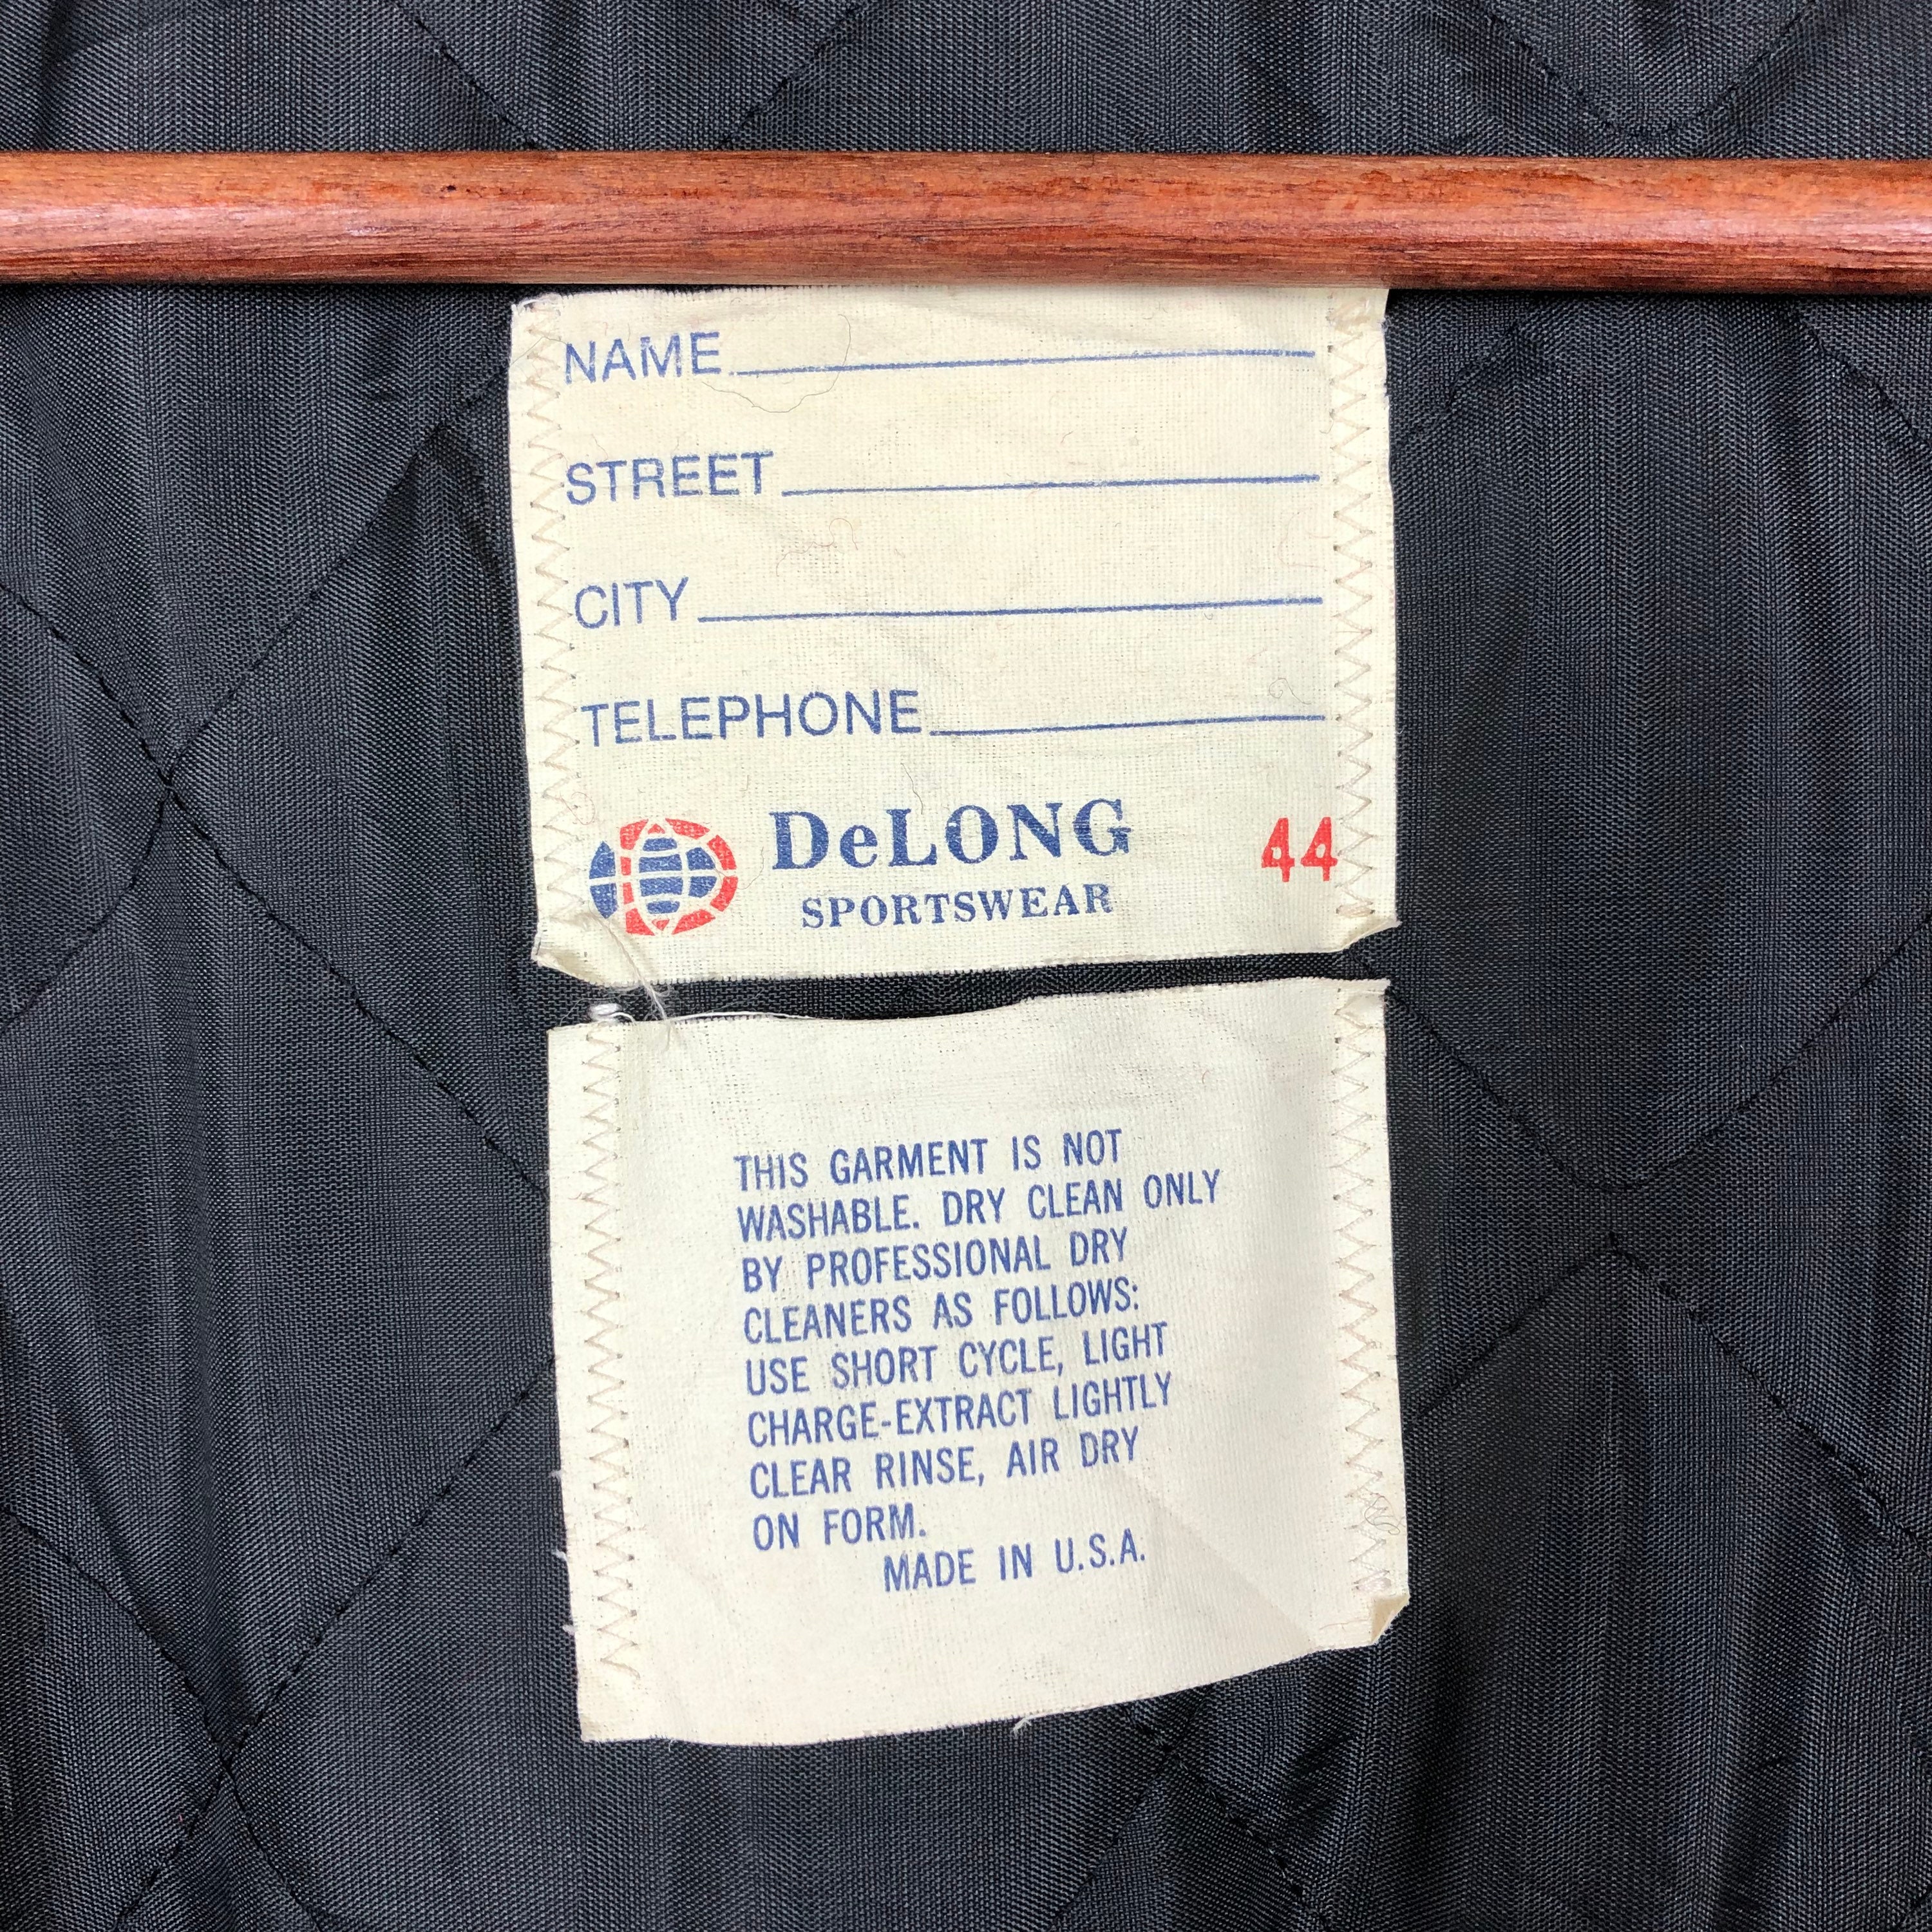 NAME
STREET
CITY
TELEPHONE
DeLONG 44
SPORTSWEAR
THIS GARMENT IS NOT
WASHABLE. DRY CLEAN ONLY
BY PROFESSIONAL DRY
CLEANERS AS FOLLOWS:
USE SHORT CYCLE, LIGHT
CHARGE-EXTRACT LIGHTLY
CLEAR RINSE, AIR DRY
ON FORM.
MADE IN U.S.A.